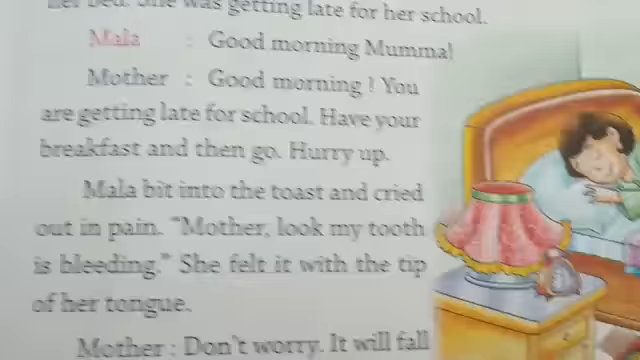 her bed. She was getting late for her school.
Mala : Good morning Mumma!
Mother : Good morning ! You
are getting late for school. Have your
breakfast and then go. Hurry up.
Mala bit into the toast and cried
out in pain. "Mother, look my tooth
is bleeding." She felt it with the tip
of her tongue.
Mother : Don't worry. It will fall